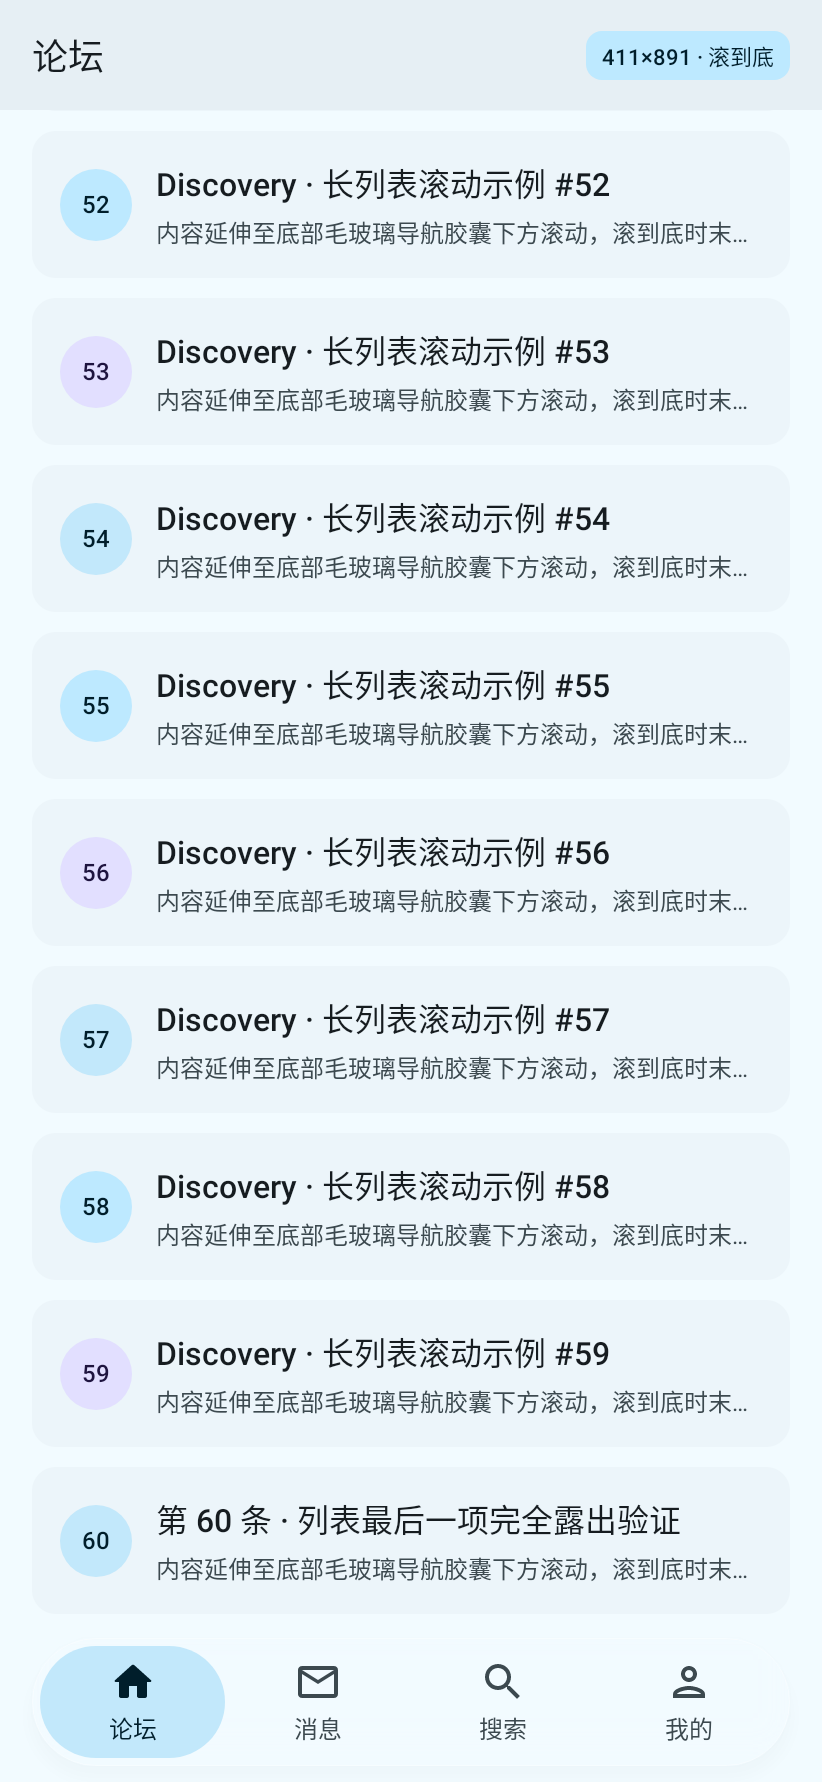 论坛
411×891 · 滚到底
52
Discovery · 长列表滚动示例 #52
内容延伸至底部毛玻璃导航胶囊下方滚动，滚到底时末...
53
Discovery · 长列表滚动示例 #53
内容延伸至底部毛玻璃导航胶囊下方滚动，滚到底时末...
54
Discovery · 长列表滚动示例 #54
内容延伸至底部毛玻璃导航胶囊下方滚动，滚到底时末...
55
Discovery · 长列表滚动示例 #55
内容延伸至底部毛玻璃导航胶囊下方滚动，滚到底时末...
56
Discovery · 长列表滚动示例 #56
内容延伸至底部毛玻璃导航胶囊下方滚动，滚到底时末...
57
Discovery · 长列表滚动示例 #57
内容延伸至底部毛玻璃导航胶囊下方滚动，滚到底时末...
58
Discovery · 长列表滚动示例 #58
内容延伸至底部毛玻璃导航胶囊下方滚动，滚到底时末...
59
Discovery · 长列表滚动示例 #59
内容延伸至底部毛玻璃导航胶囊下方滚动，滚到底时末...
60
第 60 条 · 列表最后一项完全露出验证
内容延伸至底部毛玻璃导航胶囊下方滚动，滚到底时末...
论坛
消息
搜索
我的